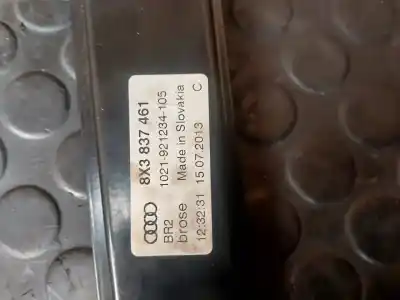 8X3 837 461
1021-921234-105
BR2
brose Made in Slovakia
12:32:31 15.07.2013 C